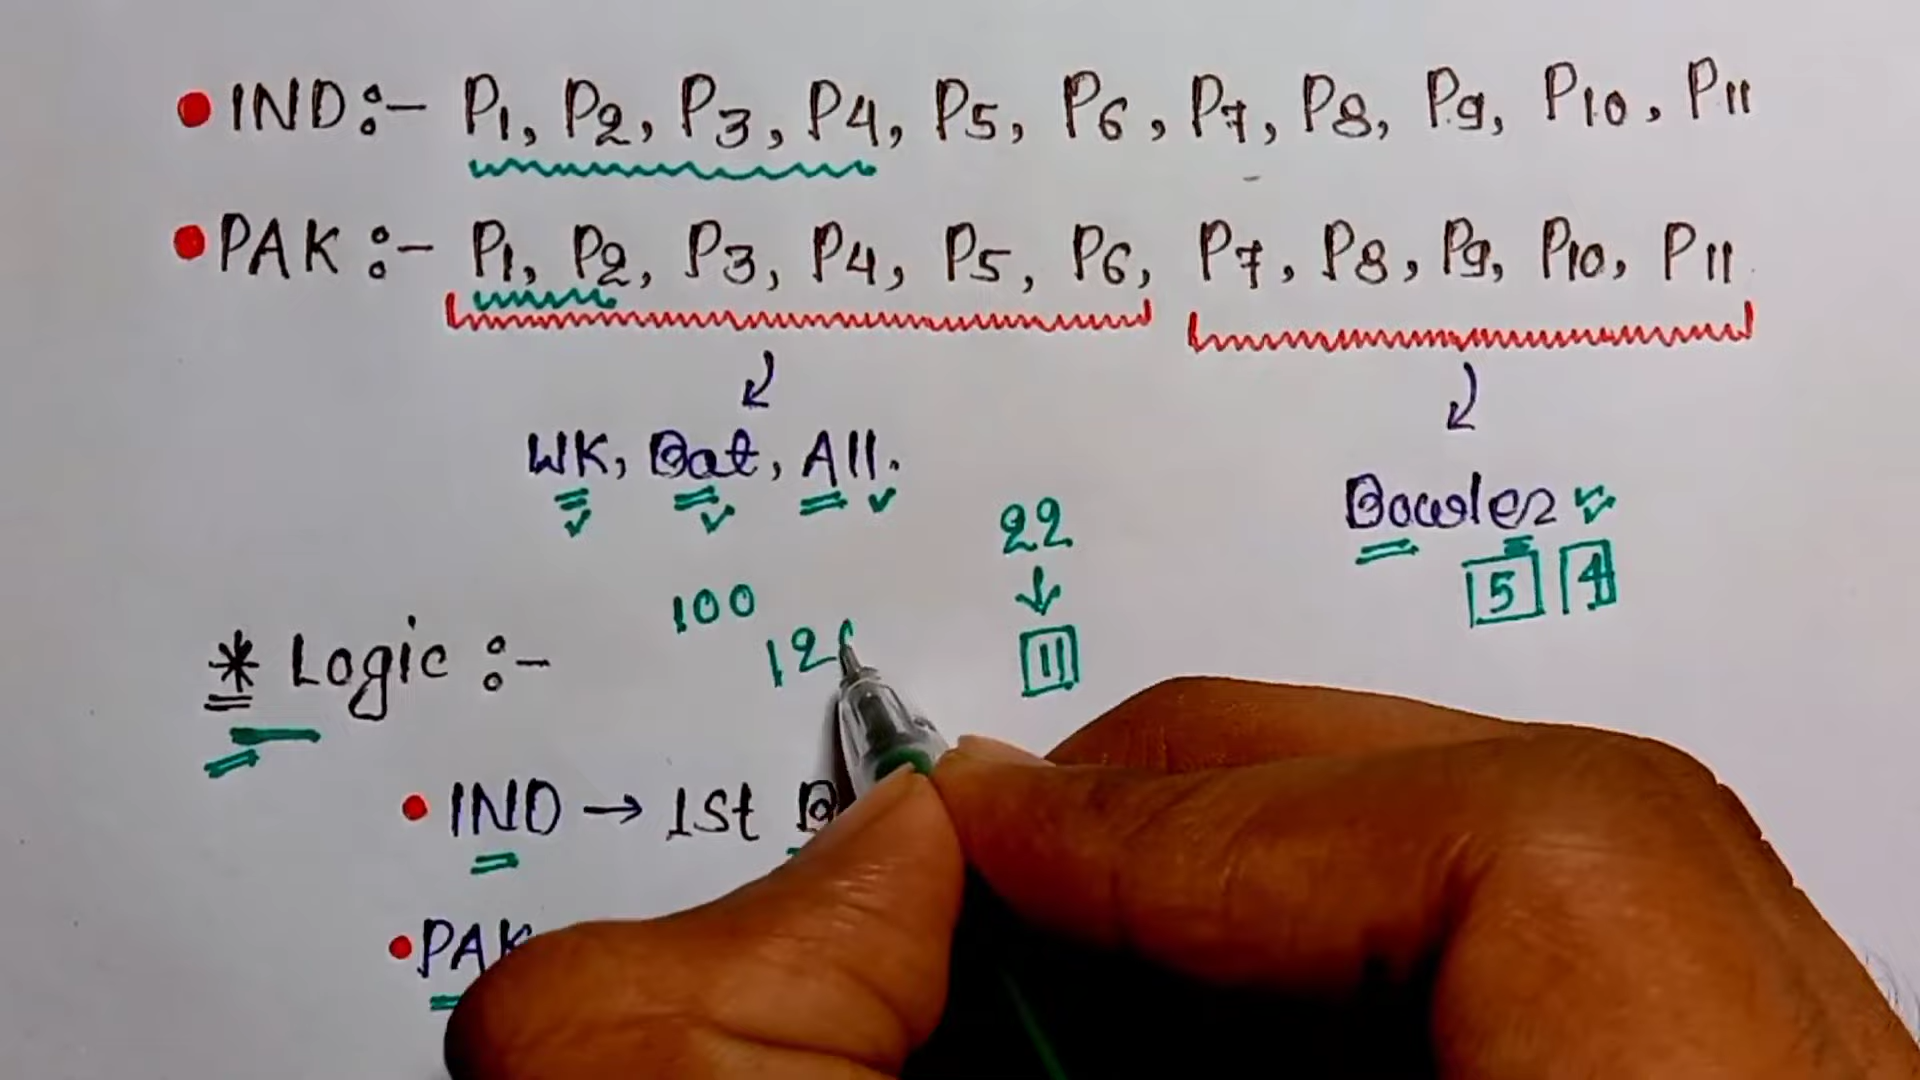 IND :- P1, P2, P3, P4, P5, P6, P7, P8, P9, P10, P11
PAK :- P1, P2, P3, P4, P5, P6, P7, P8, P9, P10, P11
WK, Bat, All.
Bowler
22
5 4
100
11
* Logic :-
12
IND → 1st
PAK